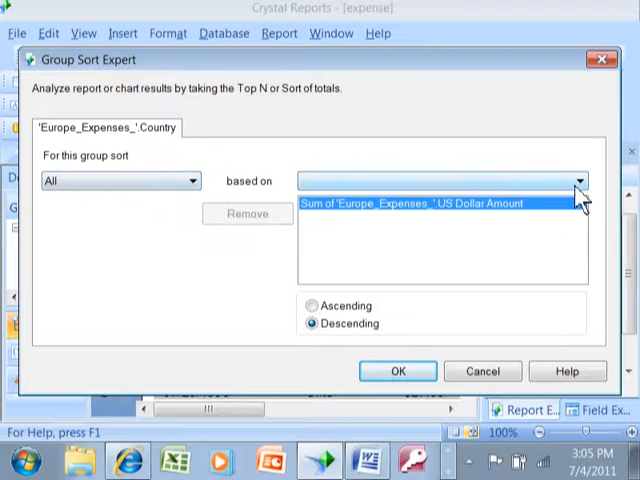 Crystal Reports - [expense]
File Edit View Insert Format Database Report Window Help
Group Sort Expert
Analyze report or chart results by taking the Top N or Sort of totals.
'Europe_Expenses_'.Country
For this group sort
All based on
Remove
Sum of 'Europe_Expenses_'.US Dollar Amount
Ascending
Descending
OK Cancel Help
Report E... Field Ex...
For Help, press F1
100%
3:05 PM
7/4/2011